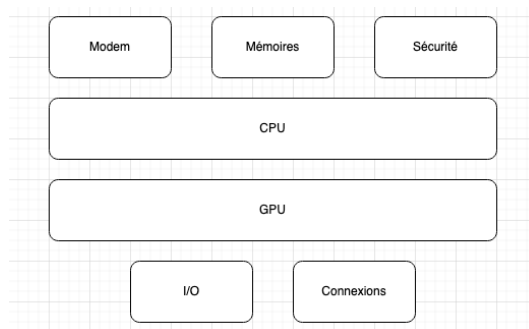 Modem
Mémoires
Sécurité
CPU
GPU
I/O
Connexions